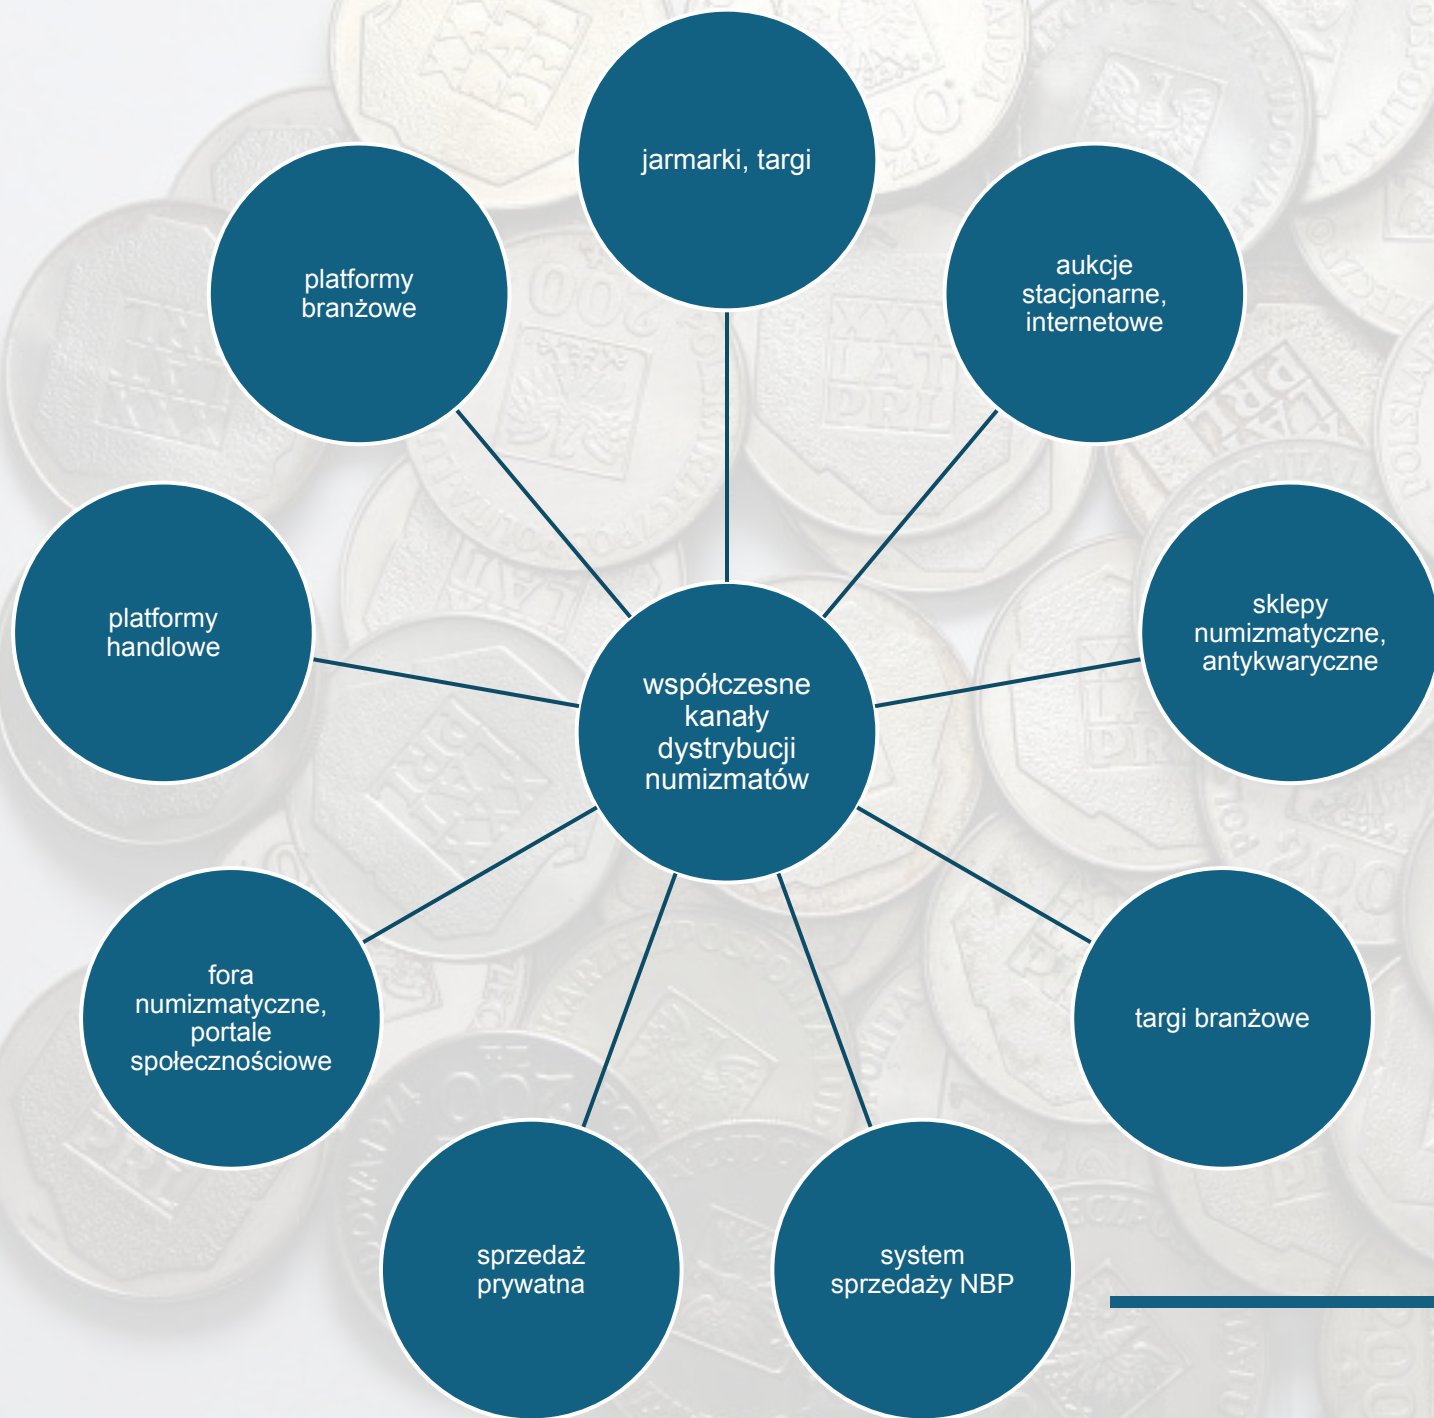 jarmarki, targi
aukcje
stacjonarne,
internetowe
sklepy
numizmatyczne,
antykwaryczne
targi branżowe
system
sprzedaży NBP
sprzedaż
prywatna
fora
numizmatyczne,
portale
społecznościowe
platformy
handlowe
platformy
branżowe
współczesne
kanały
dystrybucji
numizmatów